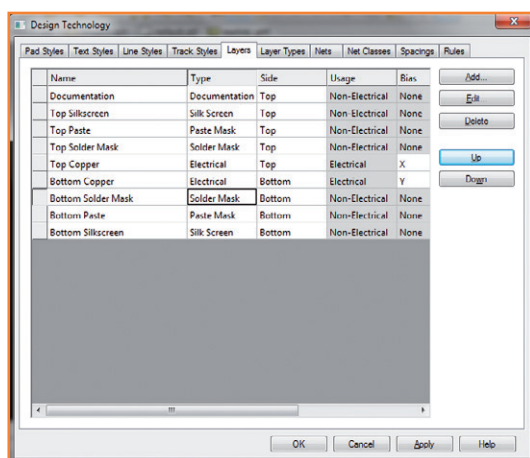 Design Technology
Pad Styles Text Styles Line Styles Track Styles Layers Layer Types Nets Net Classes Spacings Rules
Name Type Side Usage Bias
Documentation Documentation Top Non-Electrical None
Top Silkscreen Silk Screen Top Non-Electrical None
Top Paste Paste Mask Top Non-Electrical None
Top Solder Mask Solder Mask Top Non-Electrical None
Top Copper Electrical Top Electrical X
Bottom Copper Electrical Bottom Electrical Y
Bottom Solder Mask Solder Mask Bottom Non-Electrical None
Bottom Paste Paste Mask Bottom Non-Electrical None
Bottom Silkscreen Silk Screen Bottom Non-Electrical None
Add...
Edit
Delete
Up
Down
OK Cancel Apply Help